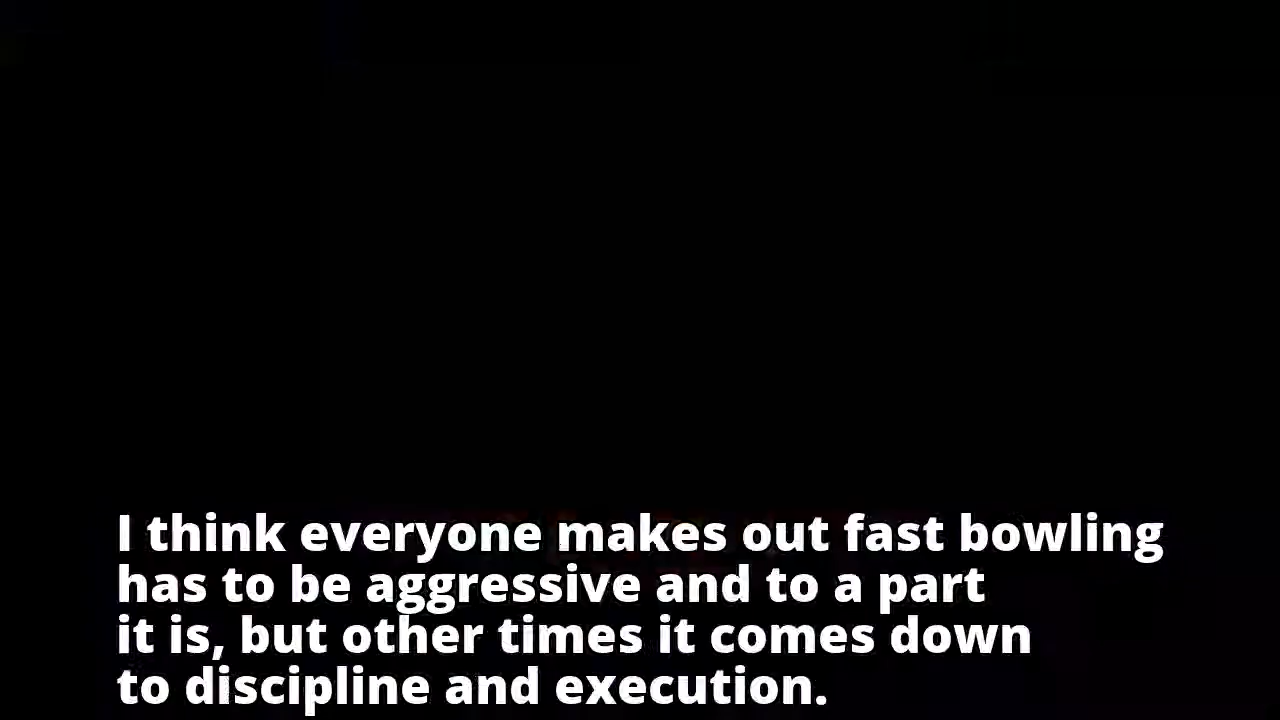 I think everyone makes out fast bowling
has to be aggressive and to a part
it is, but other times it comes down
to discipline and execution.